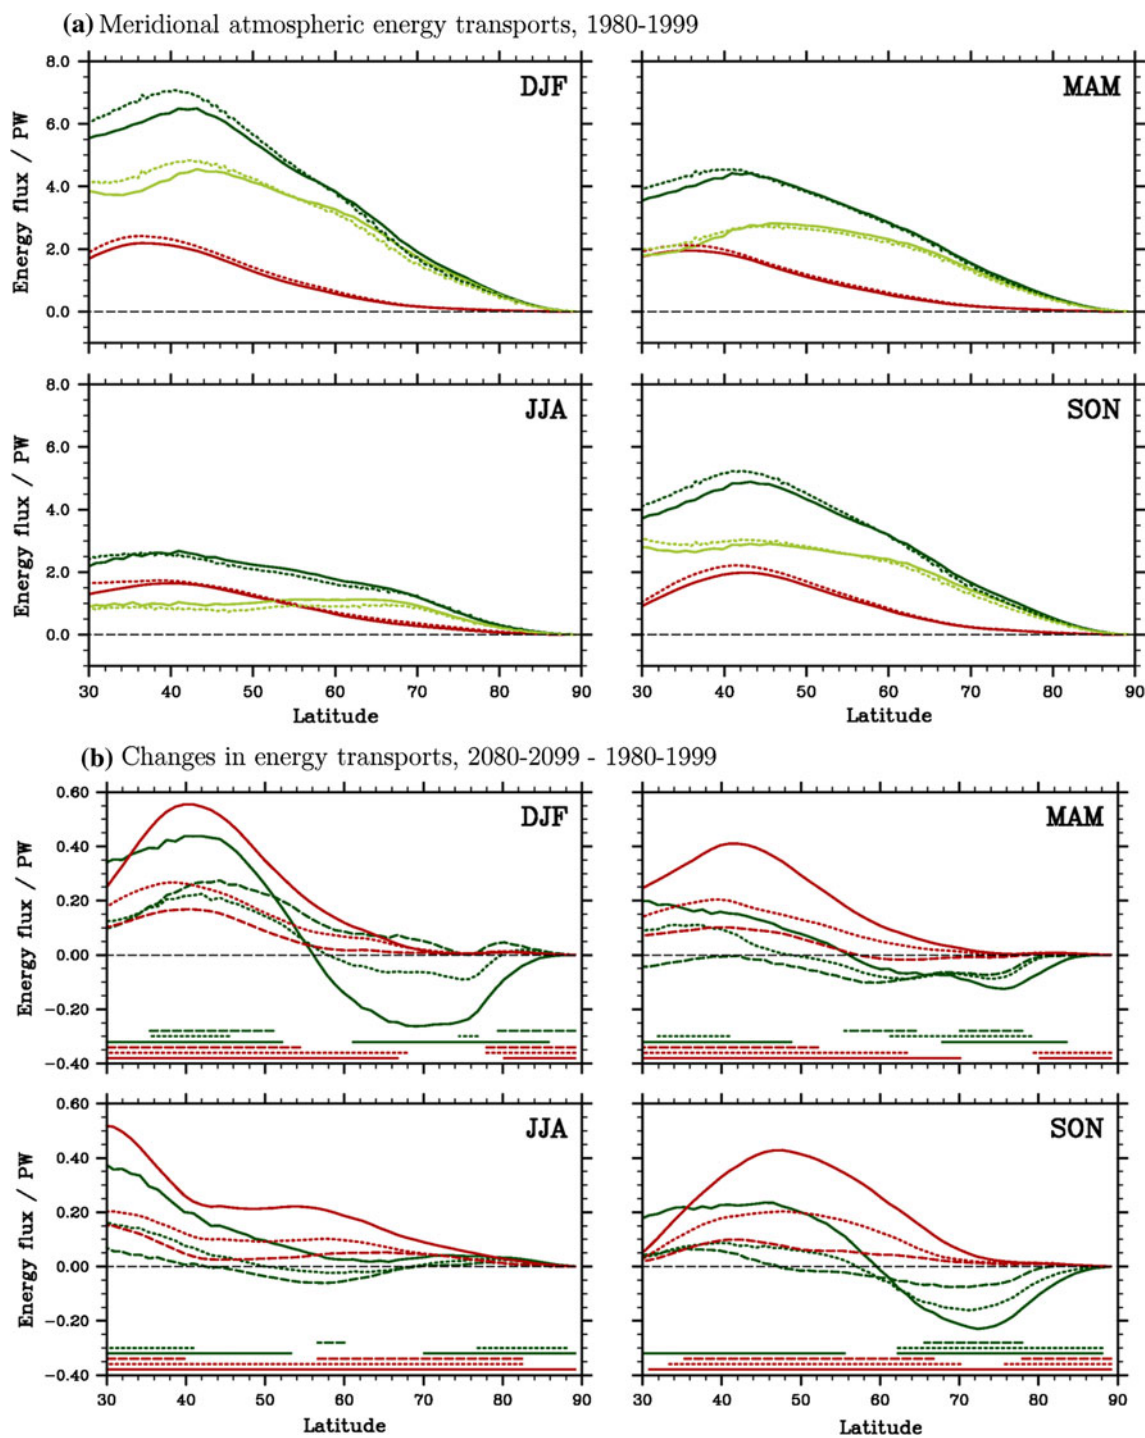 (a) Meridional atmospheric energy transports, 1980-1999
8.0
6.0
4.0
2.0
0.0
Energy flux / PW
DJF
MAM
8.0
6.0
4.0
2.0
0.0
Energy flux / PW
JJA
SON
30 40 50 60 70 80 90
Latitude
30 40 50 60 70 80 90
Latitude
(b) Changes in energy transports, 2080-2099 - 1980-1999
0.60
0.40
0.20
0.00
-0.20
-0.40
Energy flux / PW
DJF
MAM
0.60
0.40
0.20
0.00
-0.20
-0.40
Energy flux / PW
JJA
SON
30 40 50 60 70 80 90
Latitude
30 40 50 60 70 80 90
Latitude